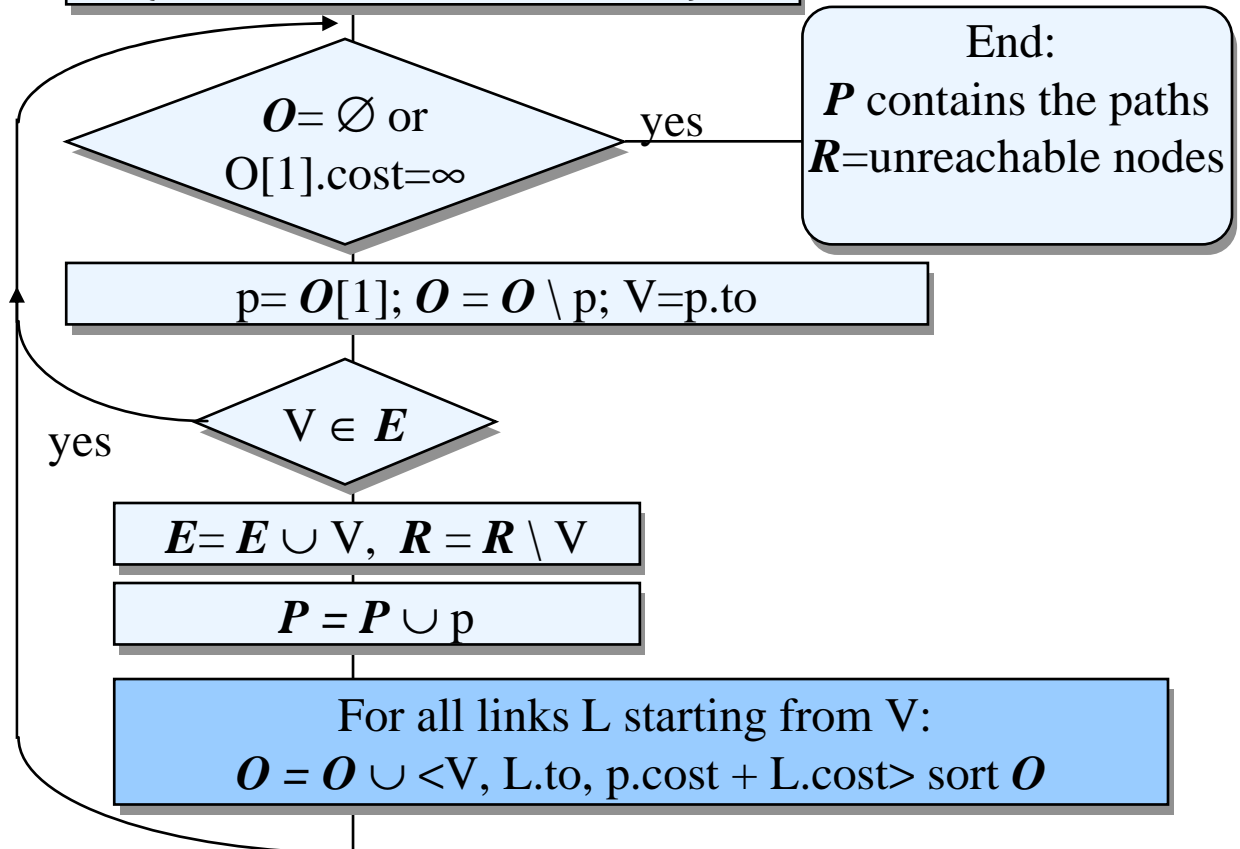 O= ∅ or
O[1].cost=∞
yes
End:
P contains the paths
R=unreachable nodes
p= O[1]; O = O \ p; V=p.to
V ∈ E
yes
E= E ∪ V, R = R \ V
P = P ∪ p
For all links L starting from V:
O = O ∪ <V, L.to, p.cost + L.cost> sort O